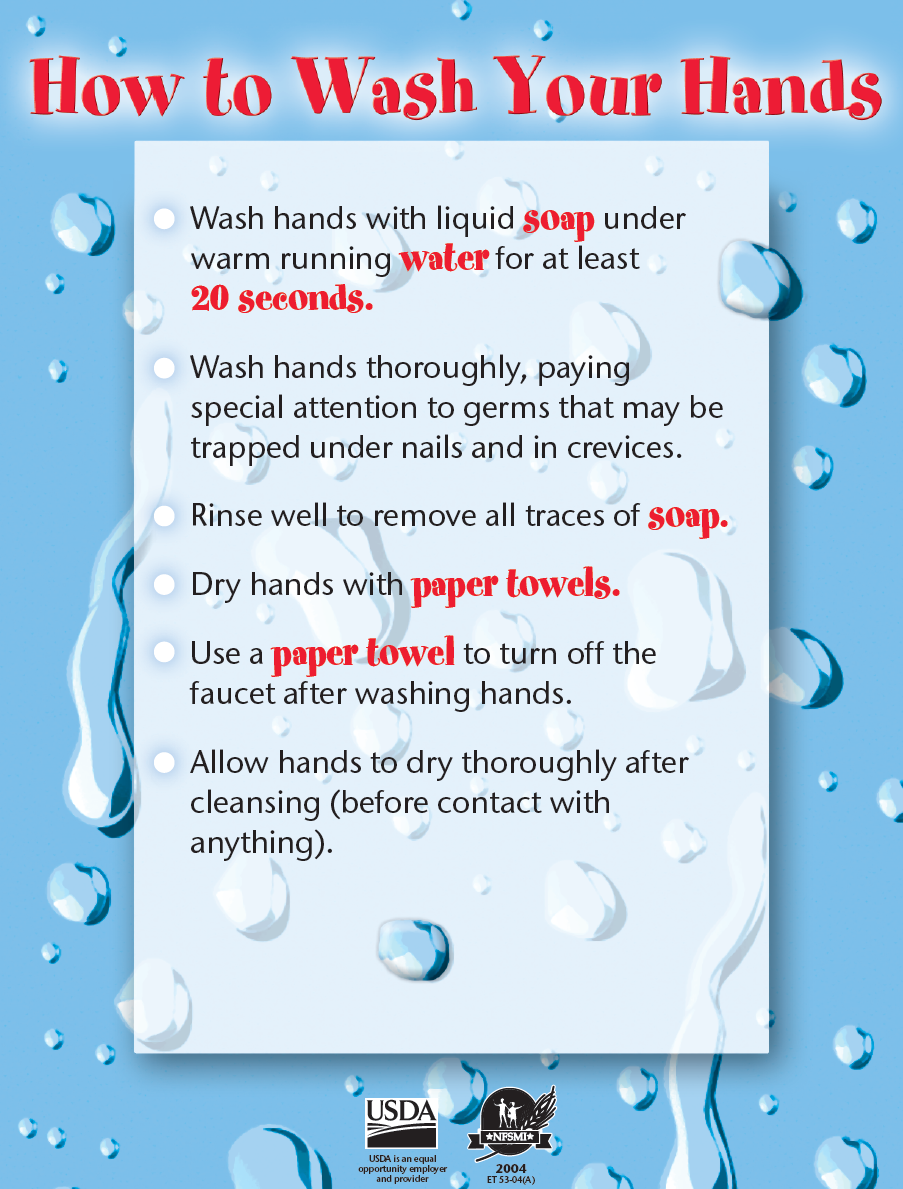 How to Wash Your Hands
Wash hands with liquid soap under
warm running water for at least
20 seconds.
Wash hands thoroughly, paying
special attention to germs that may be
trapped under nails and in crevices.
Rinse well to remove all traces of soap.
Dry hands with paper towels.
Use a paper towel to turn off the
faucet after washing hands.
Allow hands to dry thoroughly after
cleansing (before contact with
anything).
USDA
USDA is an equal
opportunity employer
and provider
★NFSMI★
2004
ET 53-04(A)